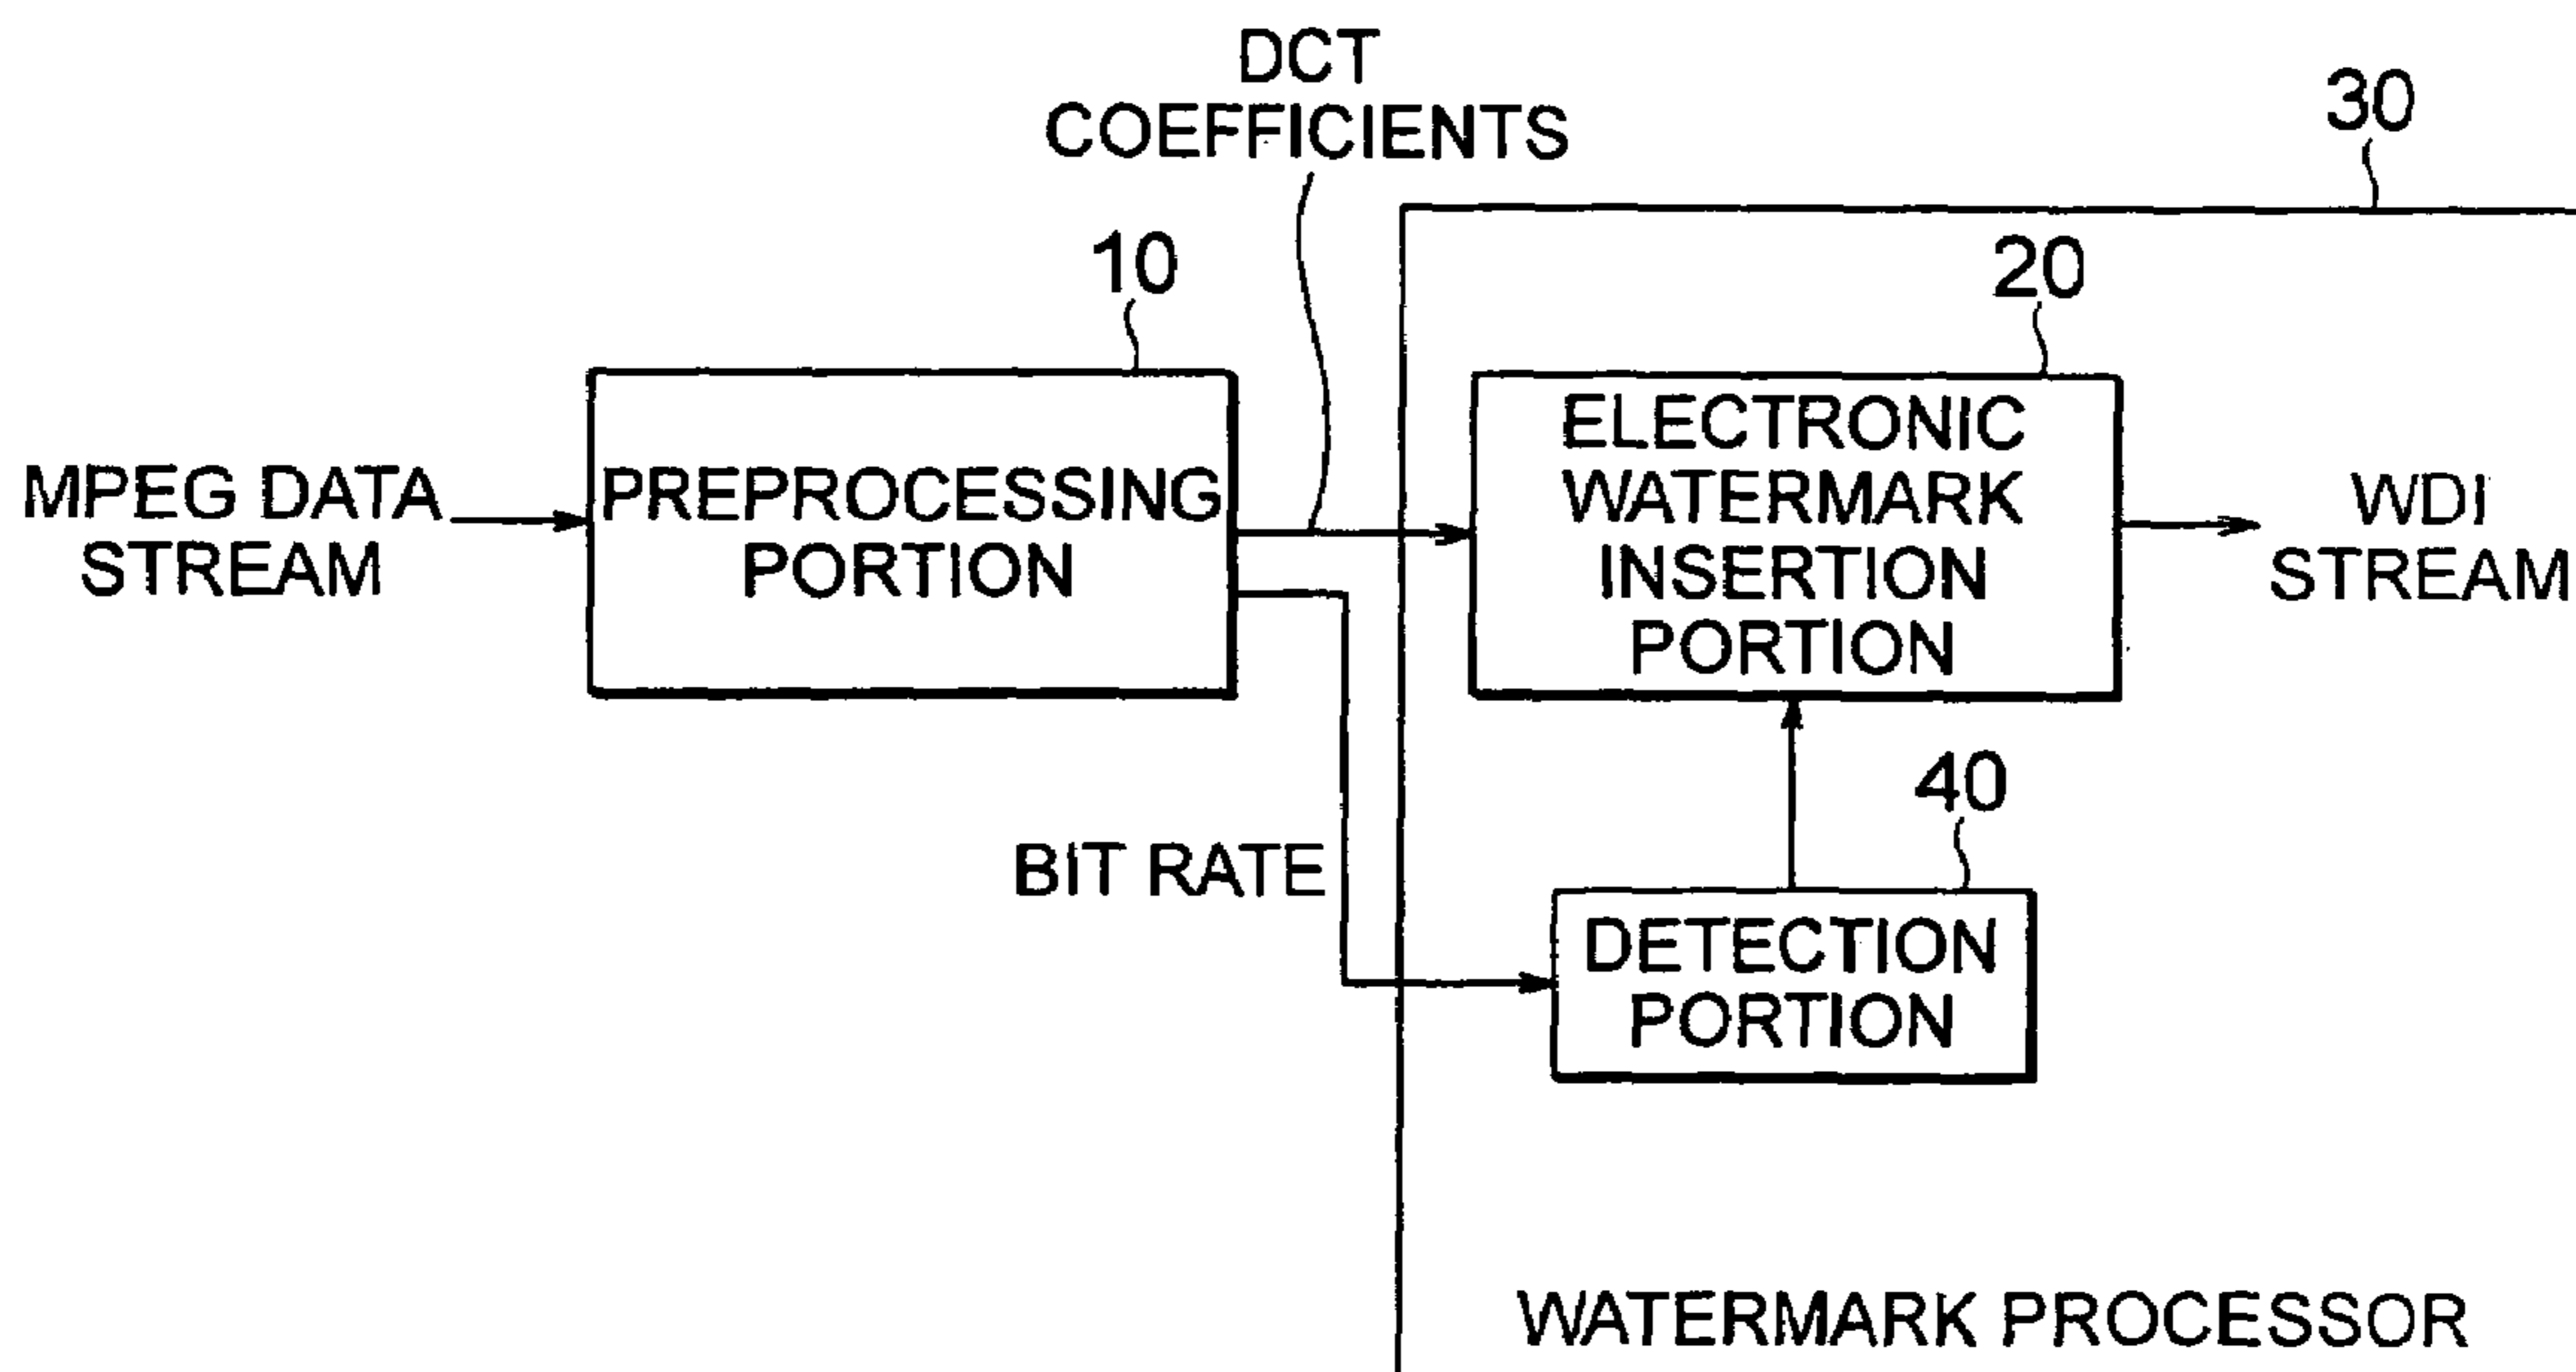 DCT
COEFFICIENTS
30
10
20
MPEG DATA
STREAM
PREPROCESSING
PORTION
ELECTRONIC
WATERMARK
INSERTION
PORTION
WDI
STREAM
40
BIT RATE
DETECTION
PORTION
WATERMARK PROCESSOR